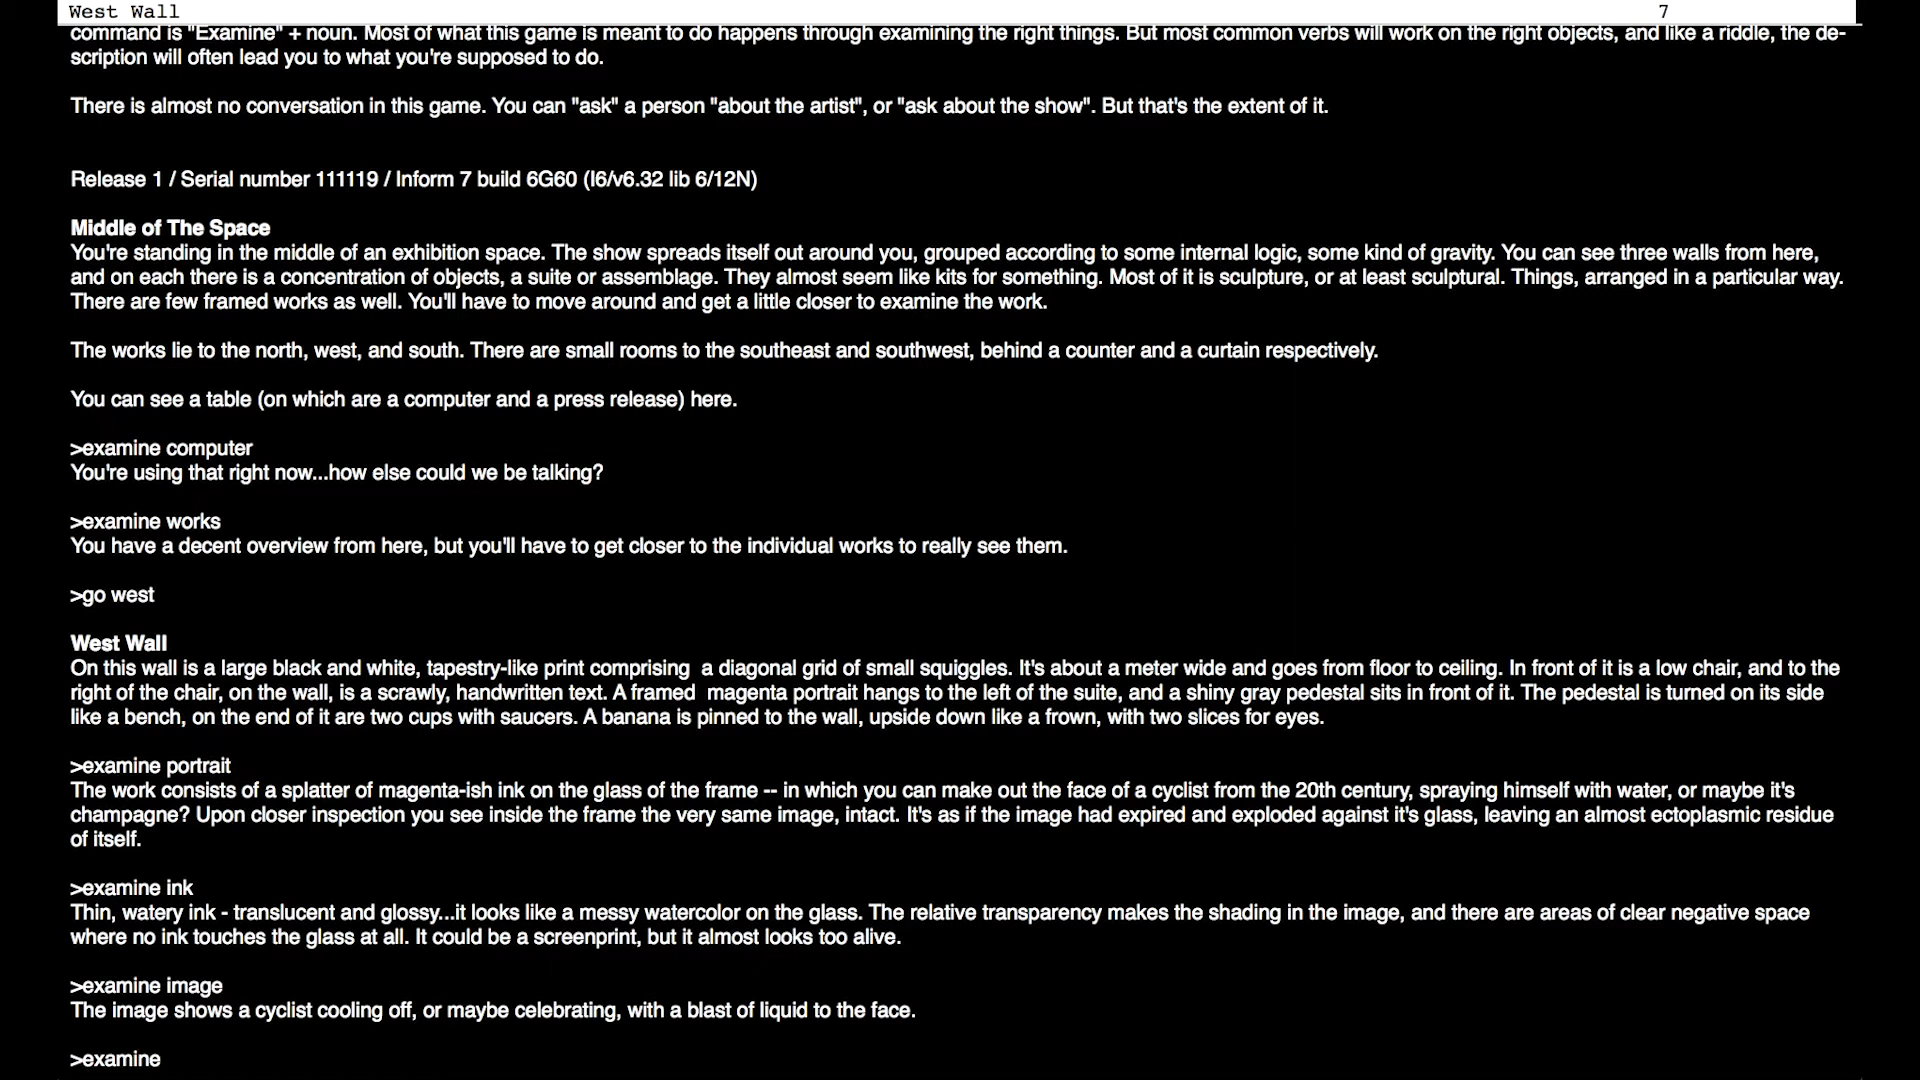 West Wall 7
command is "Examine" + noun. Most of what this game is meant to do happens through examining the right things. But most common verbs will work on the right objects, and like a riddle, the de-
scription will often lead you to what you're supposed to do.
There is almost no conversation in this game. You can "ask" a person "about the artist", or "ask about the show". But that's the extent of it.
Release 1 / Serial number 111119 / Inform 7 build 6G60 (I6/v6.32 lib 6/12N)
Middle of The Space
You're standing in the middle of an exhibition space. The show spreads itself out around you, grouped according to some internal logic, some kind of gravity. You can see three walls from here,
and on each there is a concentration of objects, a suite or assemblage. They almost seem like kits for something. Most of it is sculpture, or at least sculptural. Things, arranged in a particular way.
There are few framed works as well. You'll have to move around and get a little closer to examine the work.
The works lie to the north, west, and south. There are small rooms to the southeast and southwest, behind a counter and a curtain respectively.
You can see a table (on which are a computer and a press release) here.
>examine computer
You're using that right now...how else could we be talking?
>examine works
You have a decent overview from here, but you'll have to get closer to the individual works to really see them.
>go west
West Wall
On this wall is a large black and white, tapestry-like print comprising  a diagonal grid of small squiggles. It's about a meter wide and goes from floor to ceiling. In front of it is a low chair, and to the
right of the chair, on the wall, is a scrawly, handwritten text. A framed  magenta portrait hangs to the left of the suite, and a shiny gray pedestal sits in front of it. The pedestal is turned on its side
like a bench, on the end of it are two cups with saucers. A banana is pinned to the wall, upside down like a frown, with two slices for eyes.
>examine portrait
The work consists of a splatter of magenta-ish ink on the glass of the frame -- in which you can make out the face of a cyclist from the 20th century, spraying himself with water, or maybe it's
champagne? Upon closer inspection you see inside the frame the very same image, intact. It's as if the image had expired and exploded against it's glass, leaving an almost ectoplasmic residue
of itself.
>examine ink
Thin, watery ink - translucent and glossy...it looks like a messy watercolor on the glass. The relative transparency makes the shading in the image, and there are areas of clear negative space
where no ink touches the glass at all. It could be a screenprint, but it almost looks too alive.
>examine image
The image shows a cyclist cooling off, or maybe celebrating, with a blast of liquid to the face.
>examine